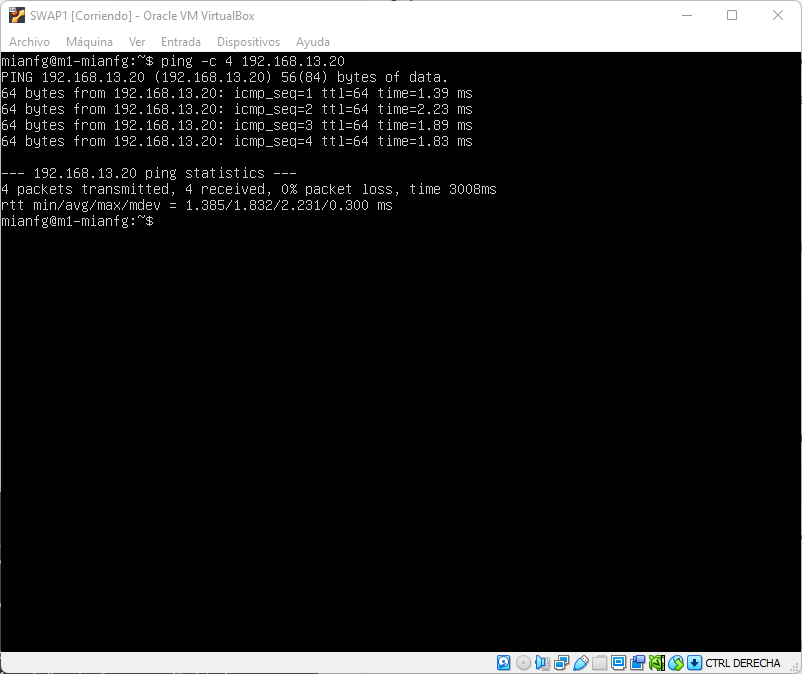 SWAP1 [Corriendo] - Oracle VM VirtualBox
Archivo Máquina Ver Entrada Dispositivos Ayuda
mianfg@m1-mianfg:~$ ping -c 4 192.168.13.20
PING 192.168.13.20 (192.168.13.20) 56(84) bytes of data.
64 bytes from 192.168.13.20: icmp_seq=1 ttl=64 time=1.39 ms
64 bytes from 192.168.13.20: icmp_seq=2 ttl=64 time=2.23 ms
64 bytes from 192.168.13.20: icmp_seq=3 ttl=64 time=1.89 ms
64 bytes from 192.168.13.20: icmp_seq=4 ttl=64 time=1.83 ms
--- 192.168.13.20 ping statistics ---
4 packets transmitted, 4 received, 0% packet loss, time 3008ms
rtt min/avg/max/mdev = 1.385/1.832/2.231/0.300 ms
mianfg@m1-mianfg:~$
CTRL DERECHA